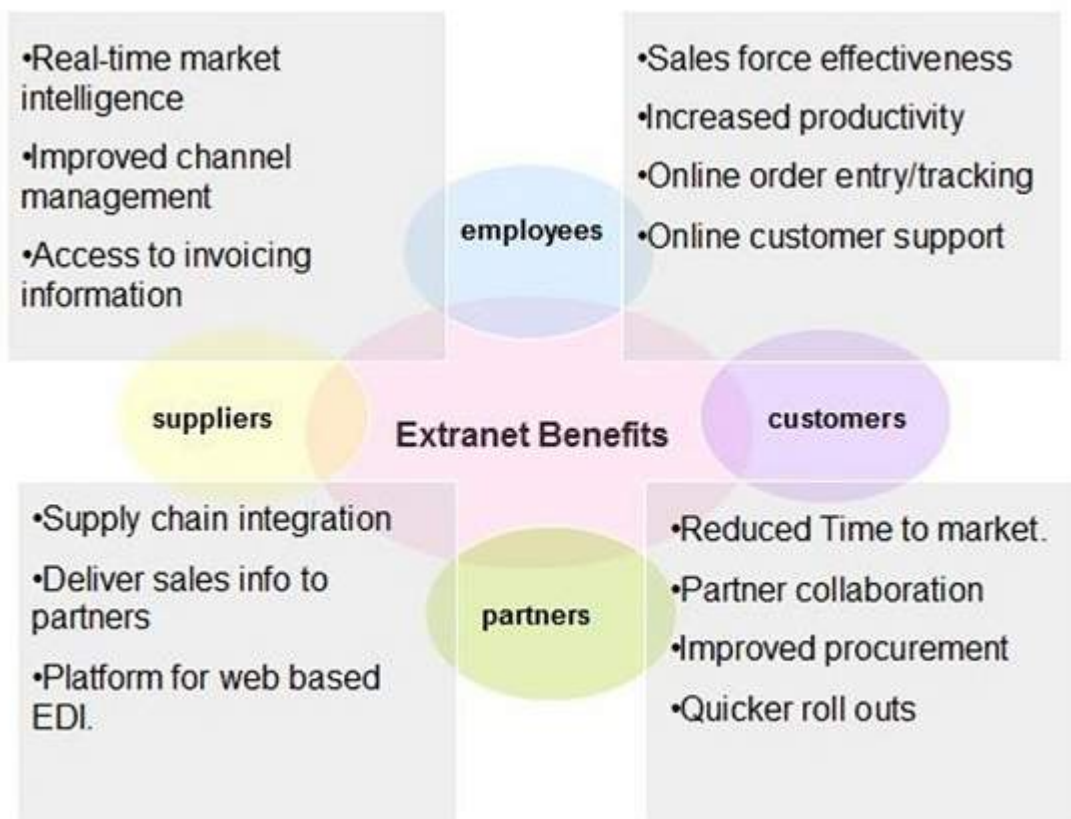 •Real-time market
intelligence
•Improved channel
management
•Access to invoicing
information
•Sales force effectiveness
•Increased productivity
•Online order entry/tracking
•Online customer support
employees
suppliers
Extranet Benefits
customers
partners
•Supply chain integration
•Deliver sales info to
partners
•Platform for web based
EDI.
•Reduced Time to market.
•Partner collaboration
•Improved procurement
•Quicker roll outs